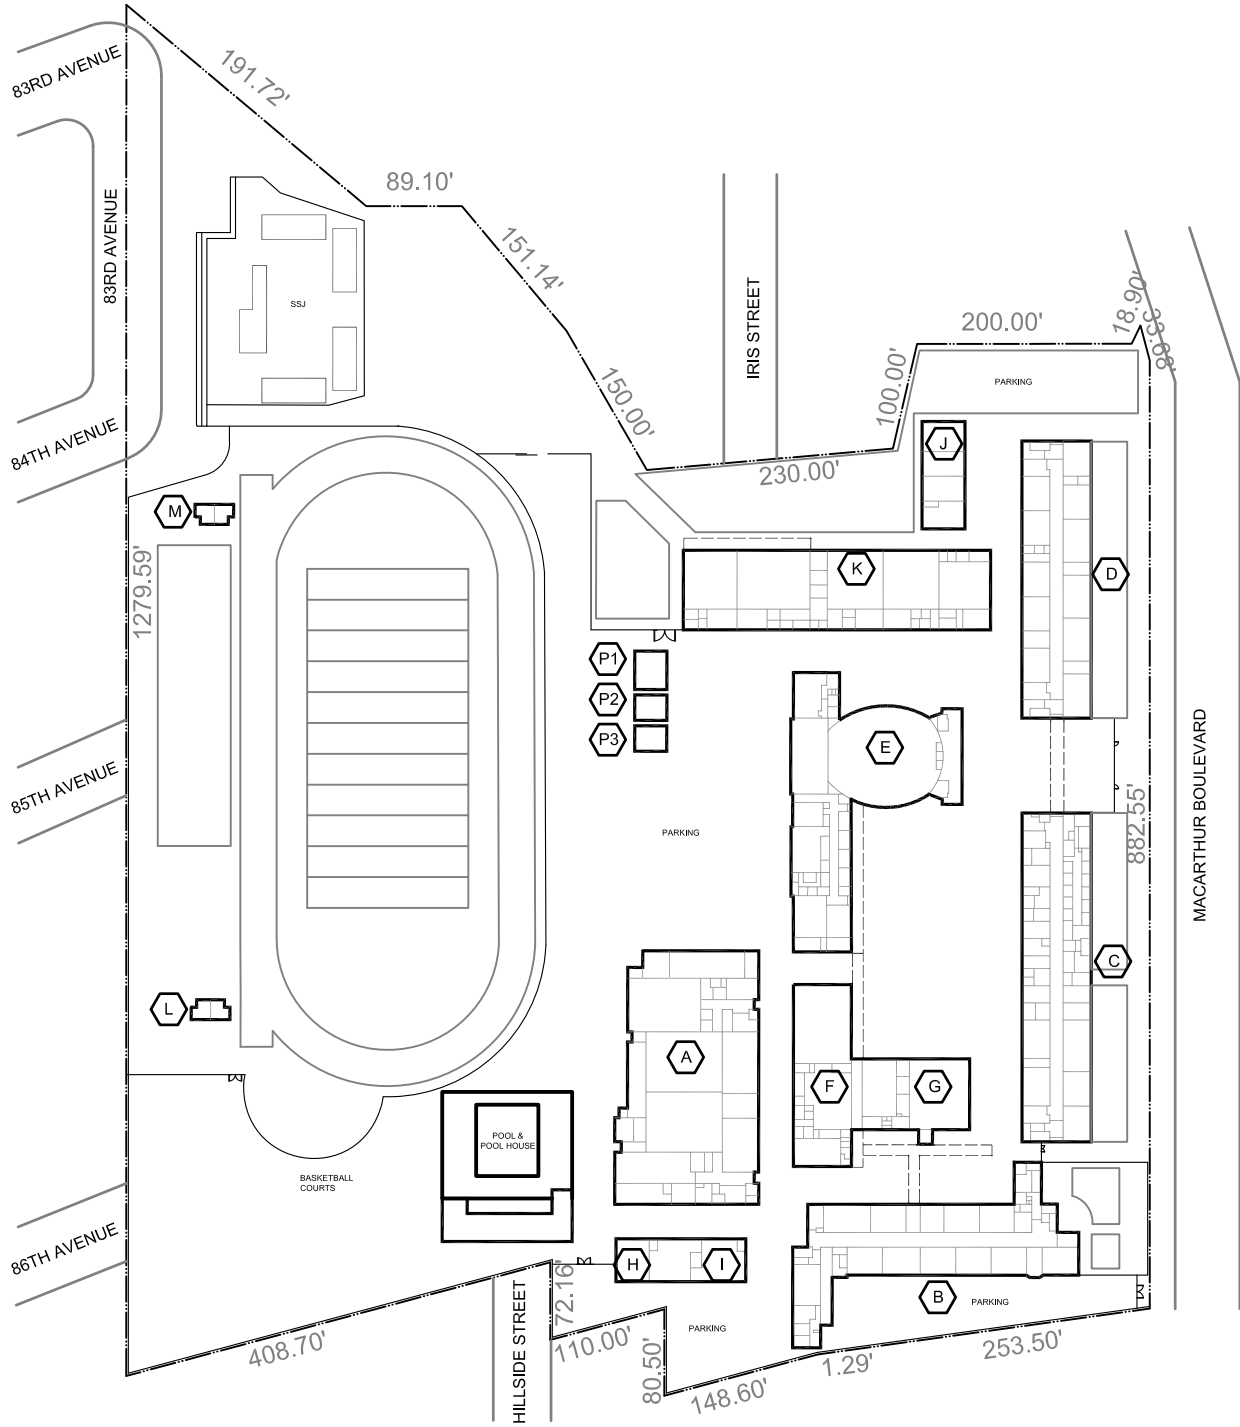 83RD AVENUE
191.72'
89.10'
83RD AVENUE
151.14'
SSJ
IRIS STREET
18.90'
33.68'
200.00'
100.00'
PARKING
150.00'
84TH AVENUE
J
230.00'
M
K
D
1279.59'
P1
P2
P3
E
85TH AVENUE
PARKING
882.55'
MACARTHUR BOULEVARD
C
L
A
F
G
POOL &
POOL HOUSE
BASKETBALL
COURTS
86TH AVENUE
H
I
72.16'
B
PARKING
HILLSIDE STREET
PARKING
408.70'
110.00'
253.50'
80.50'
1.29'
148.60'